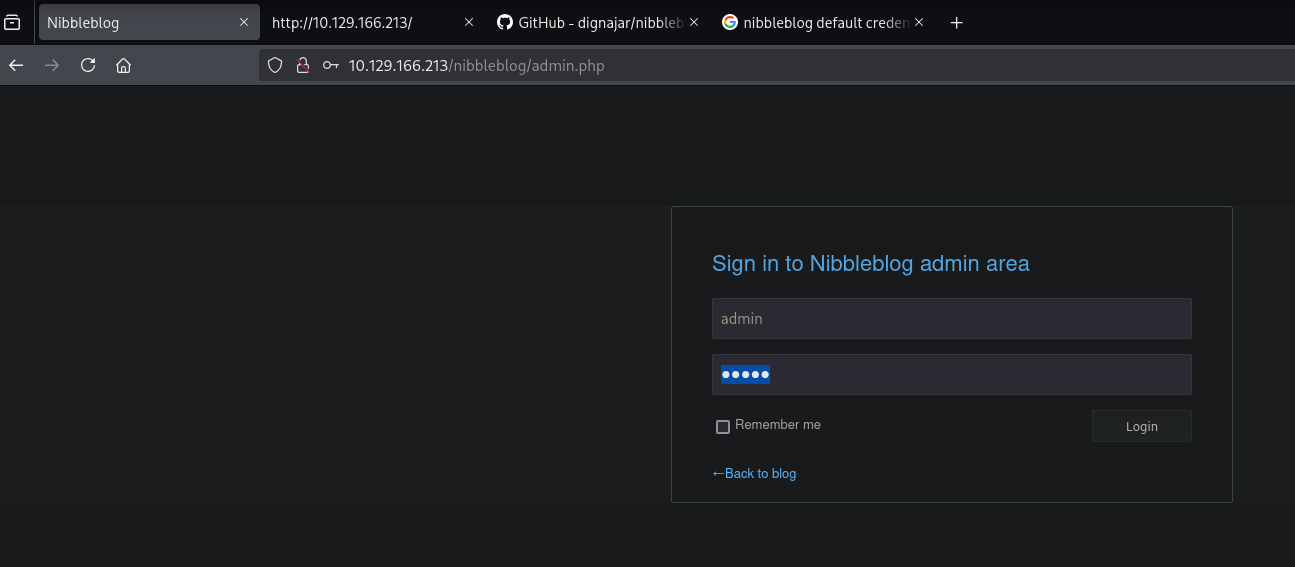 Nibbleblog
http://10.129.166.213/
GitHub - dignajar/nibbleb
nibbleblog default creden
10.129.166.213/nibbleblog/admin.php
Sign in to Nibbleblog admin area
admin
•••••
Remember me
Login
←Back to blog